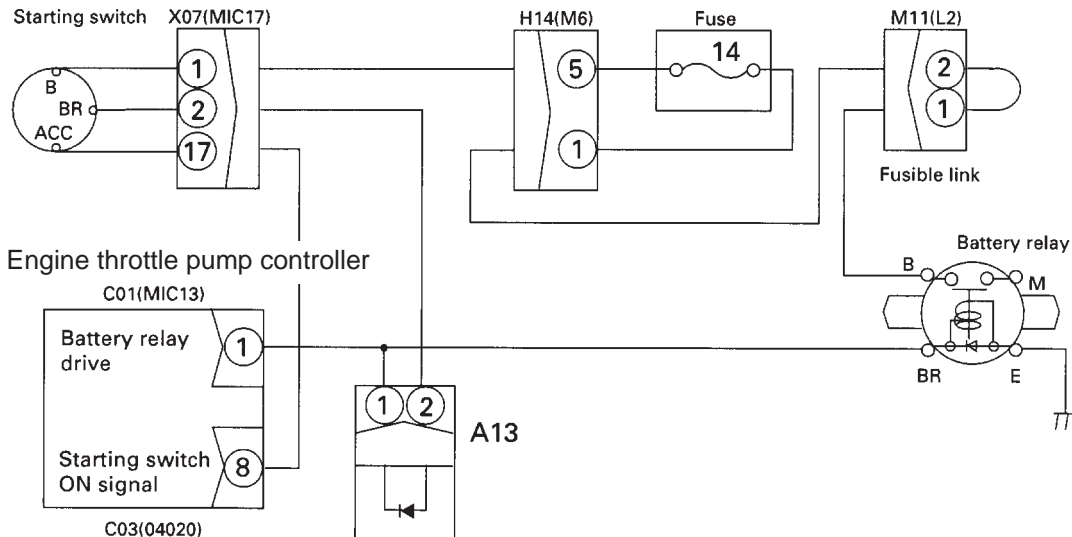 Starting switch
X07(MIC17)
H14(M6)
Fuse
M11(L2)
B
BR
ACC
1
2
17
5
1
14
2
1
Fusible link
Engine throttle pump controller
C01(MIC13)
Battery relay
drive
1
Starting switch
ON signal
8
C03(04020)
1
2
A13
Battery relay
B
M
BR
E